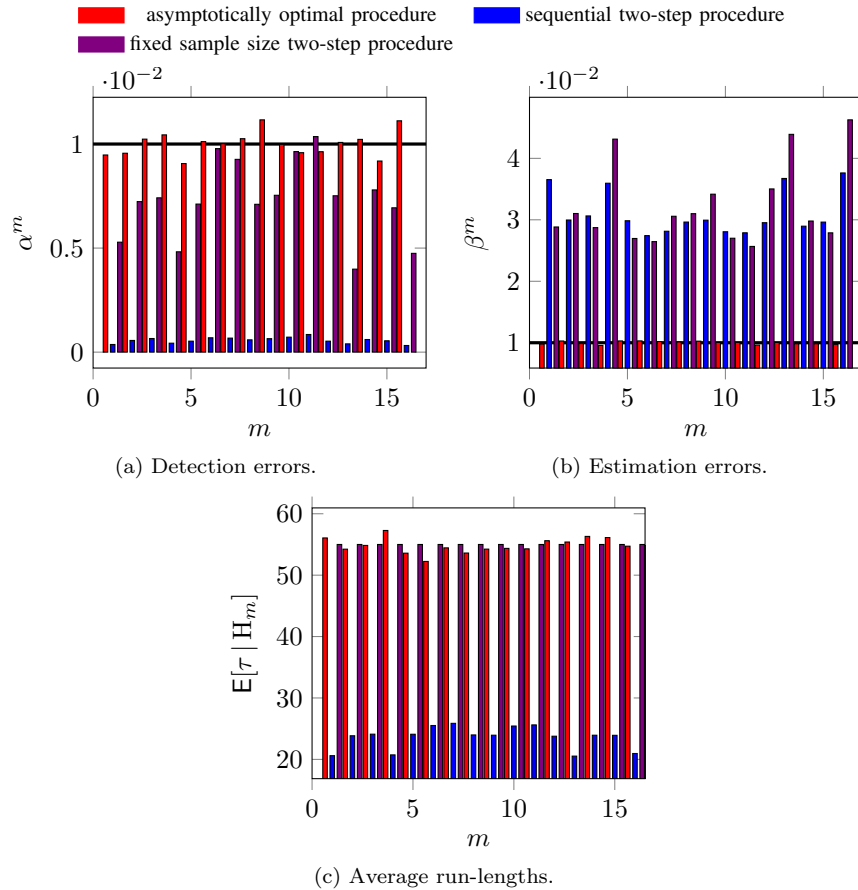 asymptotically optimal procedure
sequential two-step procedure
fixed sample size two-step procedure
·10⁻²
1
0.5
0
α^m
0 5 10 15
m
(a) Detection errors.
·10⁻²
4
3
2
1
β^m
5 10 15
m
(b) Estimation errors.
60
50
40
30
20
E[τ | H_m]
0 5 10 15
m
(c) Average run-lengths.